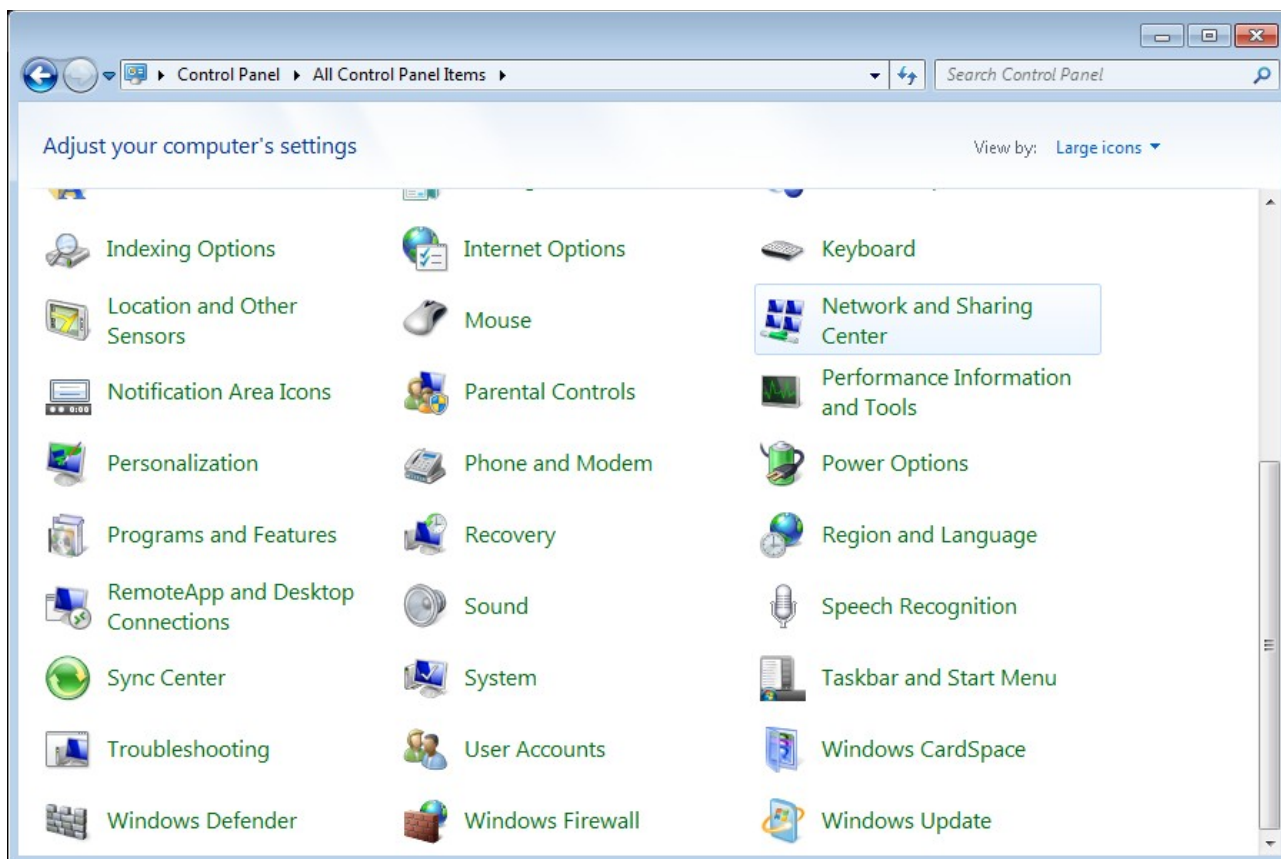 Control Panel All Control Panel Items
Search Control Panel
Adjust your computer's settings
View by: Large icons
Indexing Options
Internet Options
Keyboard
Location and Other
Sensors
Mouse
Network and Sharing
Center
Notification Area Icons
Parental Controls
Performance Information
and Tools
Personalization
Phone and Modem
Power Options
Programs and Features
Recovery
Region and Language
RemoteApp and Desktop
Connections
Sound
Speech Recognition
Sync Center
System
Taskbar and Start Menu
Troubleshooting
User Accounts
Windows CardSpace
Windows Defender
Windows Firewall
Windows Update